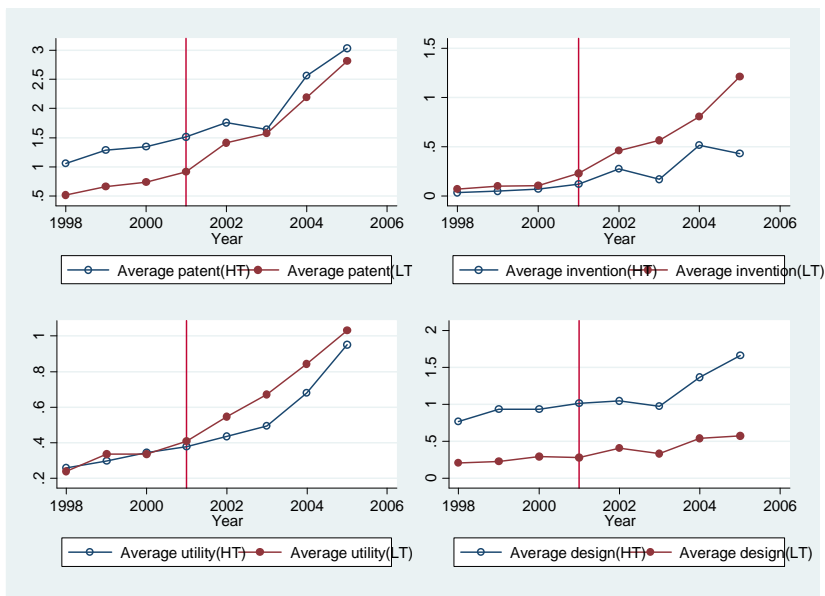 3
2.5
2
1.5
1
.5
1998 2000 2002 2004 2006
Year
Average patent(HT) Average patent(LT
1.5
1
.5
0
1998 2000 2002 2004 2006
Year
Average invention(HT) Average invention(LT)
1
.8
.6
.4
.2
1998 2000 2002 2004 2006
Year
Average utility(HT) Average utility(LT)
2
1.5
1
.5
0
1998 2000 2002 2004 2006
Year
Average design(HT) Average design(LT)